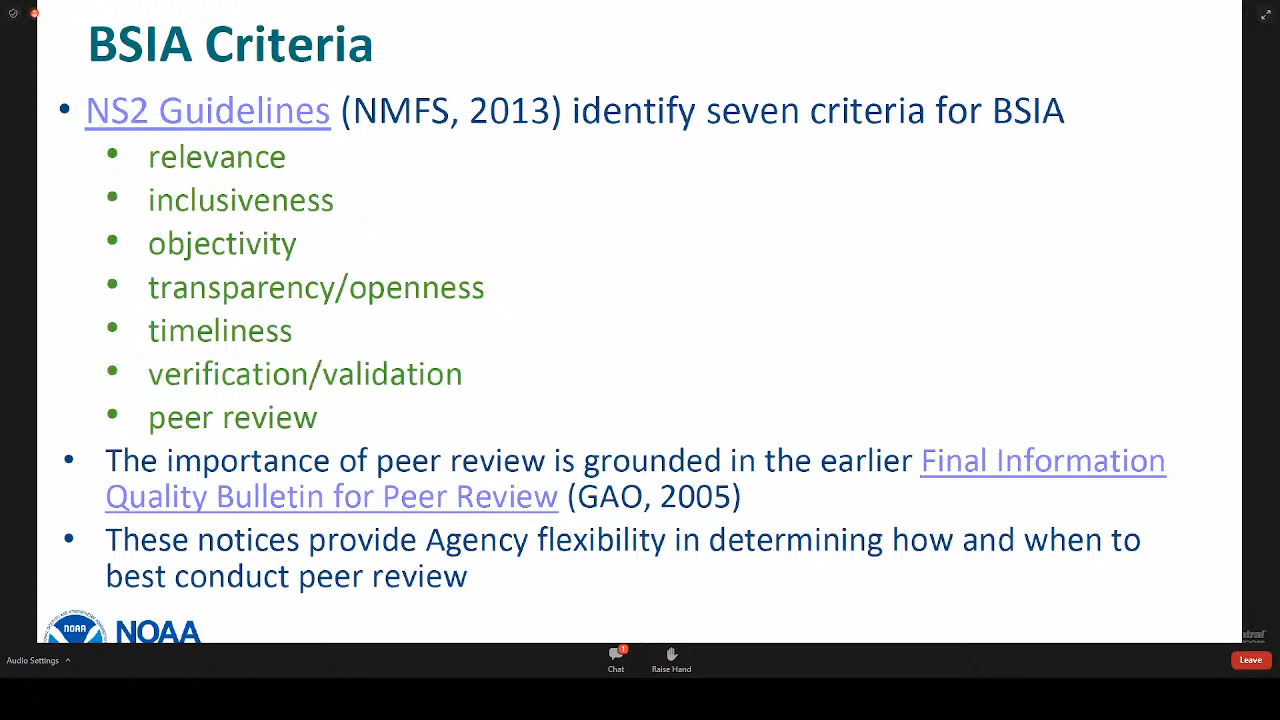 BSIA Criteria
• NS2 Guidelines (NMFS, 2013) identify seven criteria for BSIA
• relevance
• inclusiveness
• objectivity
• transparency/openness
• timeliness
• verification/validation
• peer review
• The importance of peer review is grounded in the earlier Final Information
Quality Bulletin for Peer Review (GAO, 2005)
• These notices provide Agency flexibility in determining how and when to
best conduct peer review
NOAA
NOAA
Audio Settings
1
Chat
Raise Hand
Leave